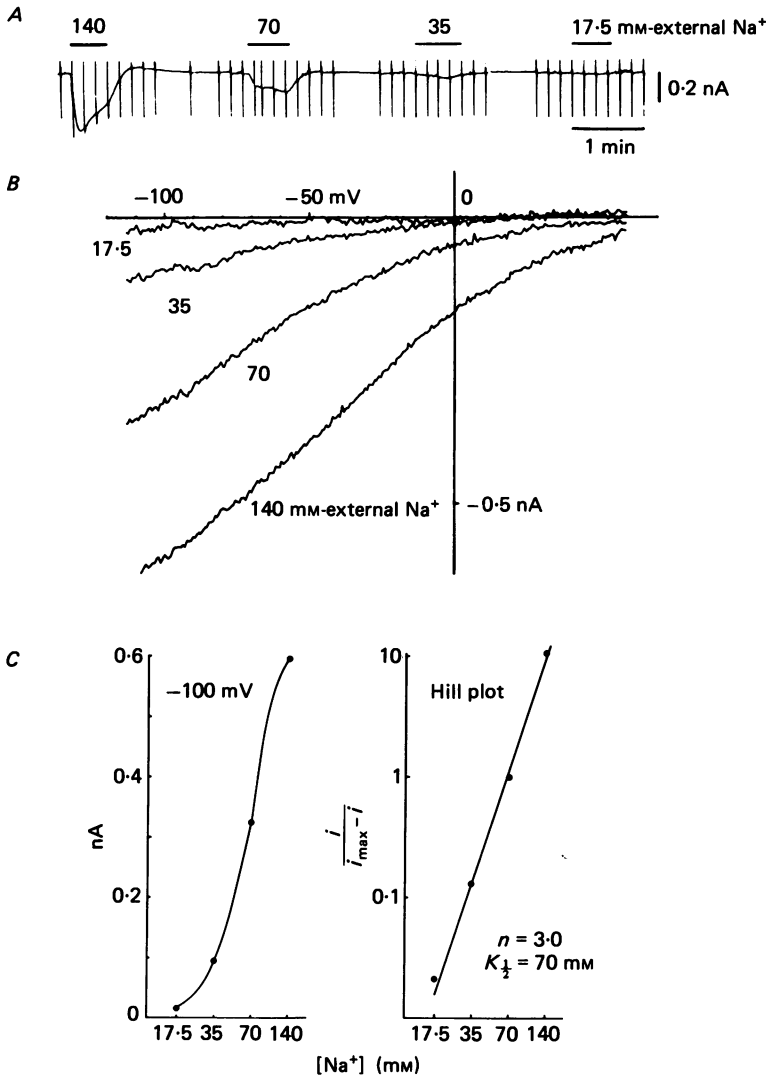 A
140 70 35 17·5 mM-external Na⁺
0·2 nA
1 min
B
−100 −50 mV 0
17·5
35
70
140 mM-external Na⁺
−0·5 nA
C
0·6
−100 mV
0·4
nA
0·2
0
17·5 35 70 140
10
Hill plot
1
i
i max − i
0·1
n = 3·0
K ½ = 70 mM
17·5 35 70 140
[Na⁺] (mM)